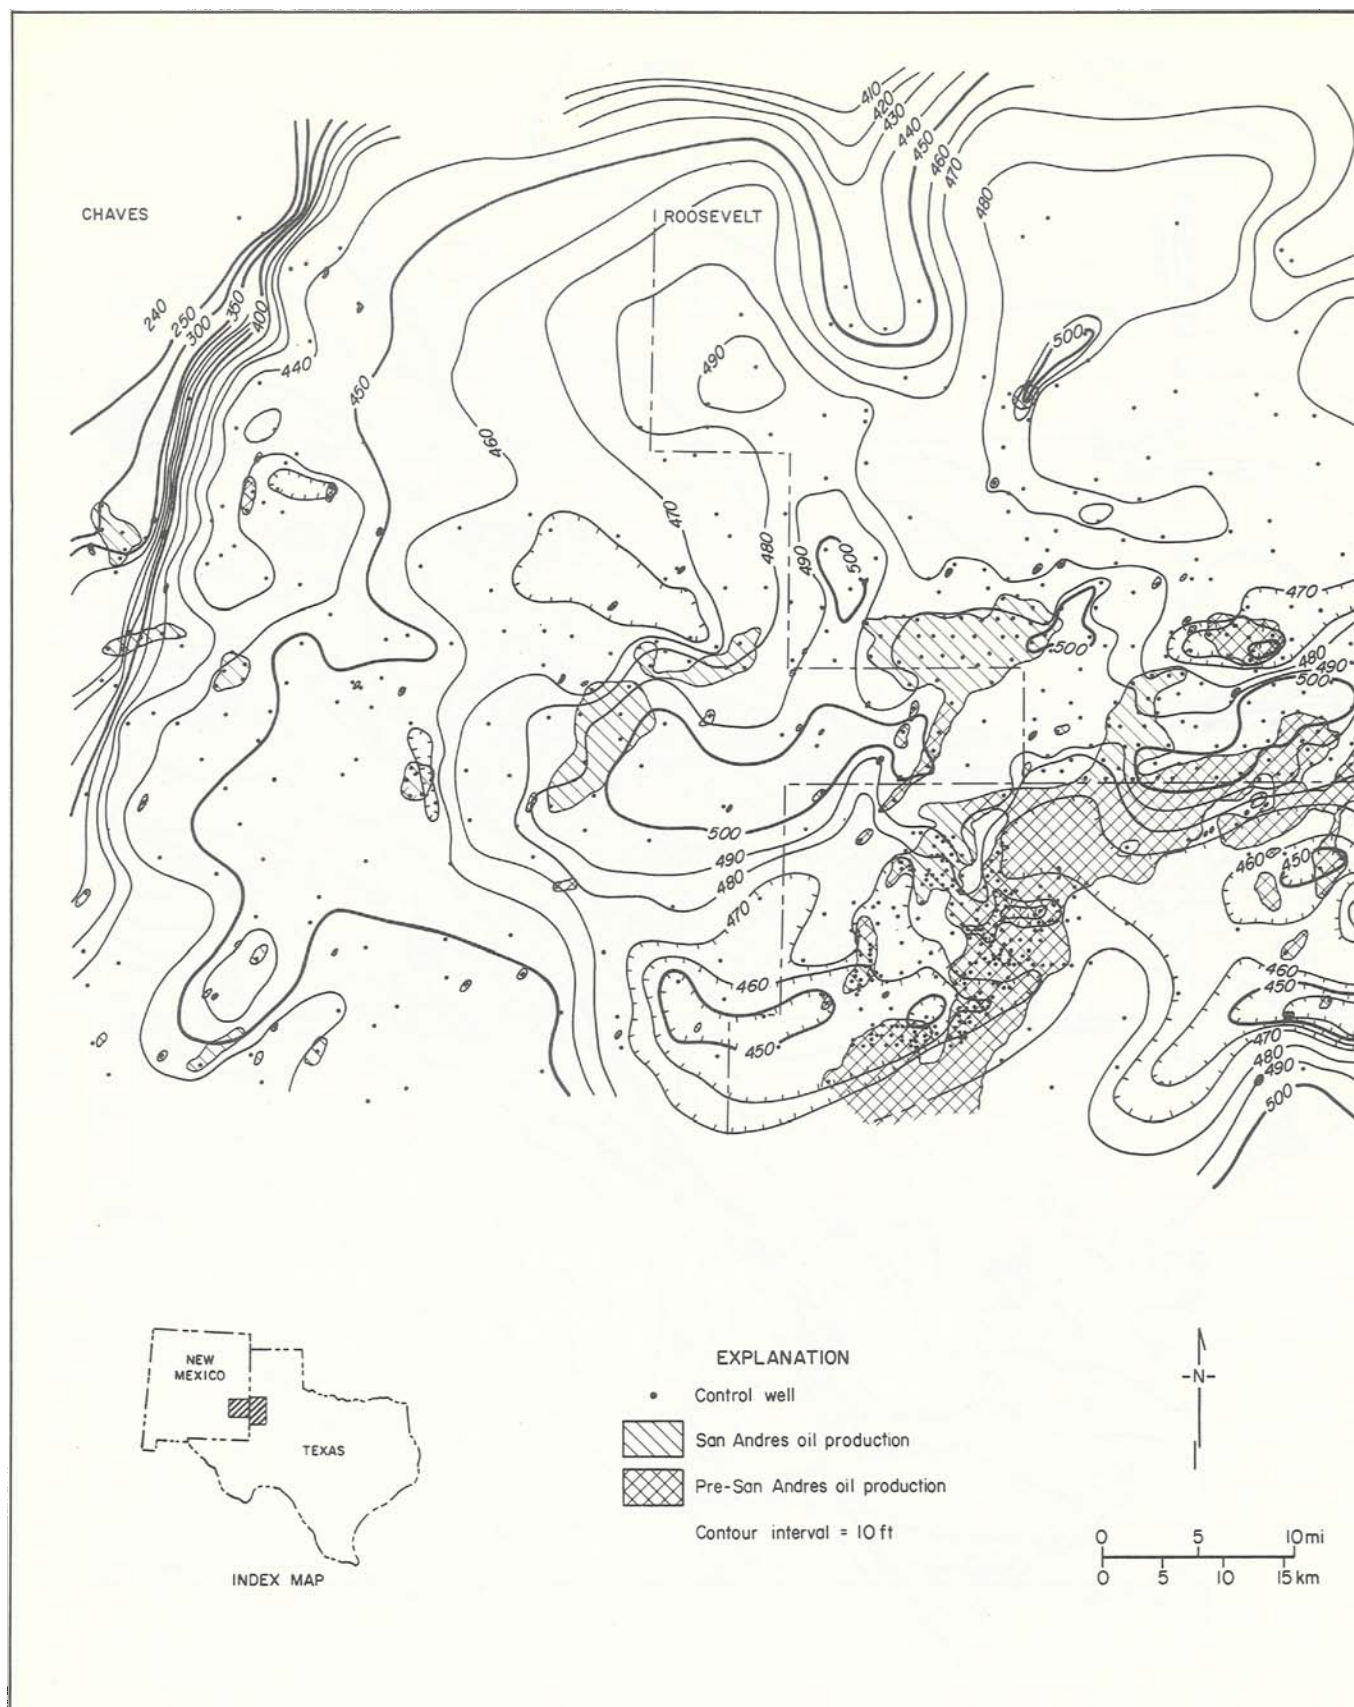 410
420
430
440
450
460
470
480
CHAVES
ROOSEVELT
240
250
300
350
400
440
450
460
490
500
470
480
490
500
470
500
480
490
500
500
490
480
470
460
450
460
450
460
450
470
480
490
500
NEW
MEXICO
TEXAS
INDEX MAP
EXPLANATION
Control well
San Andres oil production
Pre-San Andres oil production
Contour interval = 10 ft
-N-
0 5 10 mi
0 5 10 15 km